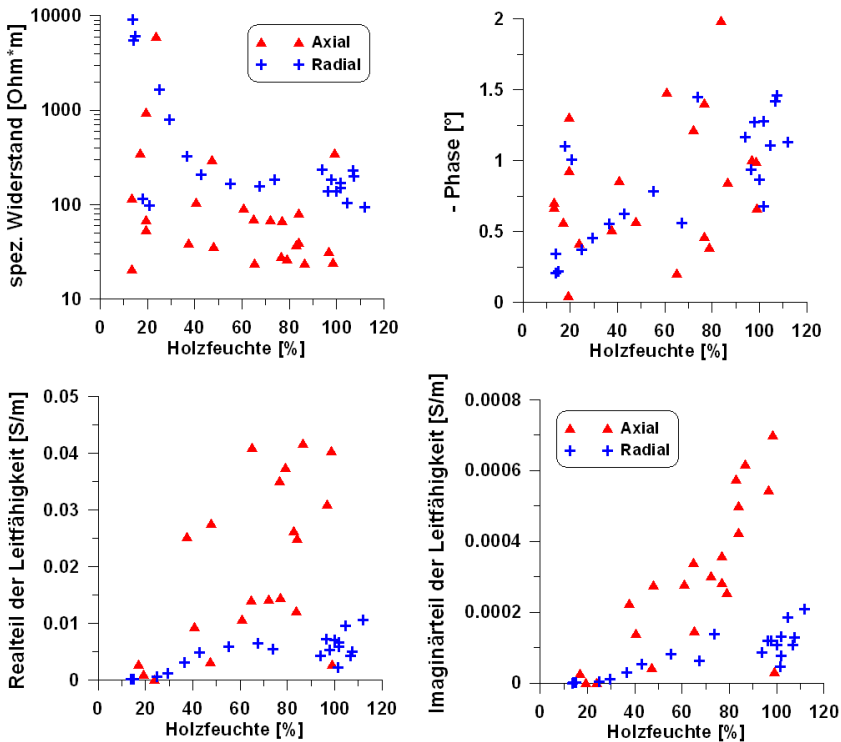 spez. Widerstand [Ohm*m]
10000
1000
100
10
Axial
Radial
0 20 40 60 80 100 120
Holzfeuchte [%]
- Phase [°]
2
1.5
1
0.5
0
0 20 40 60 80 100 120
Holzfeuchte [%]
Realteil der Leitfähigkeit [S/m]
0.05
0.04
0.03
0.02
0.01
0
0 20 40 60 80 100 120
Holzfeuchte [%]
Imaginärteil der Leitfähigkeit [S/m]
0.0008
0.0006
0.0004
0.0002
0
Axial
Radial
0 20 40 60 80 100 120
Holzfeuchte [%]